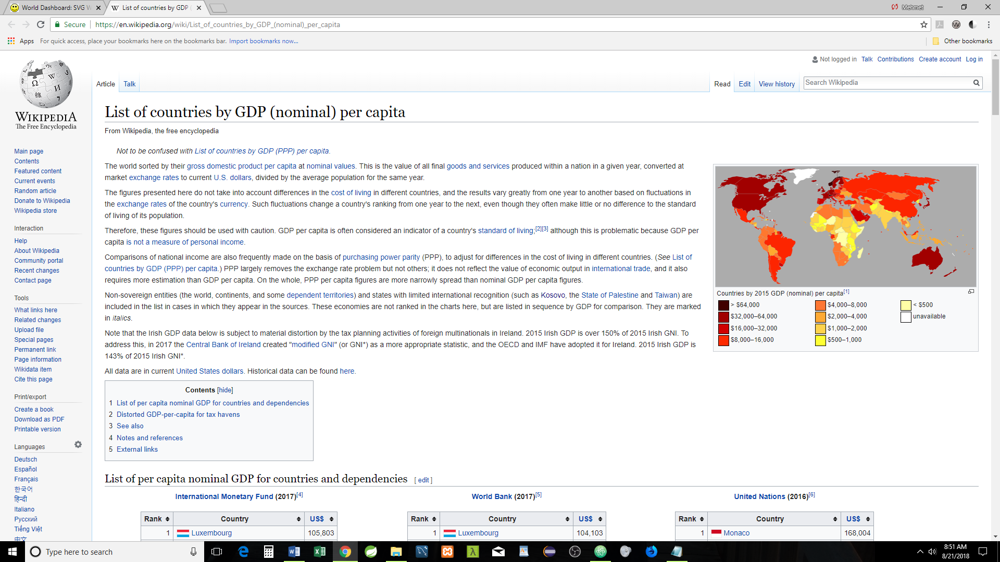 World Dashboard: SVG W
List of countries by GDP (
Mehmet
Secure
https://en.wikipedia.org/wiki/List_of_countries_by_GDP_(nominal)_per_capita
Apps For quick access, place your bookmarks here on the bookmarks bar. Import bookmarks now...
Other bookmarks
Not logged in Talk Contributions Create account Log in
Article Talk
Read Edit View history
Search Wikipedia
WIKIPEDIA
The Free Encyclopedia
Main page
Contents
Featured content
Current events
Random article
Donate to Wikipedia
Wikipedia store
Interaction
Help
About Wikipedia
Community portal
Recent changes
Contact page
Tools
What links here
Related changes
Upload file
Special pages
Permanent link
Page information
Wikidata item
Cite this page
Print/export
Create a book
Download as PDF
Printable version
Languages
Deutsch
Español
Français
한국어
हिन्दी
Italiano
Русский
Tiếng Việt
中文
List of countries by GDP (nominal) per capita
From Wikipedia, the free encyclopedia
Not to be confused with List of countries by GDP (PPP) per capita.
The world sorted by their gross domestic product per capita at nominal values. This is the value of all final goods and services produced within a nation in a given year, converted at
market exchange rates to current U.S. dollars, divided by the average population for the same year.
The figures presented here do not take into account differences in the cost of living in different countries, and the results vary greatly from one year to another based on fluctuations in
the exchange rates of the country's currency. Such fluctuations change a country's ranking from one year to the next, even though they often make little or no difference to the standard
of living of its population.
Therefore, these figures should be used with caution. GDP per capita is often considered an indicator of a country's standard of living;[2][3] although this is problematic because GDP per
capita is not a measure of personal income.
Comparisons of national income are also frequently made on the basis of purchasing power parity (PPP), to adjust for differences in the cost of living in different countries. (See List of
countries by GDP (PPP) per capita.) PPP largely removes the exchange rate problem but not others; it does not reflect the value of economic output in international trade, and it also
requires more estimation than GDP per capita. On the whole, PPP per capita figures are more narrowly spread than nominal GDP per capita figures.
Non-sovereign entities (the world, continents, and some dependent territories) and states with limited international recognition (such as Kosovo, the State of Palestine and Taiwan) are
included in the list in cases in which they appear in the sources. These economies are not ranked in the charts here, but are listed in sequence by GDP for comparison. They are marked
in italics.
Note that the Irish GDP data below is subject to material distortion by the tax planning activities of foreign multinationals in Ireland. 2015 Irish GDP is over 150% of 2015 Irish GNI. To
address this, in 2017 the Central Bank of Ireland created "modified GNI" (or GNI*) as a more appropriate statistic, and the OECD and IMF have adopted it for Ireland. 2015 Irish GDP is
143% of 2015 Irish GNI*.
All data are in current United States dollars. Historical data can be found here.
Countries by 2015 GDP (nominal) per capita[1]
> $64,000 $4,000–8,000 < $500
$32,000–64,000 $2,000–4,000 unavailable
$16,000–32,000 $1,000–2,000
$8,000–16,000 $500–1,000
Contents [hide]
1 List of per capita nominal GDP for countries and dependencies
2 Distorted GDP-per-capita for tax havens
3 See also
4 Notes and references
5 External links
List of per capita nominal GDP for countries and dependencies [ edit ]
International Monetary Fund (2017)[4]
Rank Country US$
1 Luxembourg 105,803
World Bank (2017)[5]
Rank Country US$
1 Luxembourg 104,103
United Nations (2016)[6]
Rank Country US$
1 Monaco 168,004
Type here to search
8:51 AM
8/21/2018